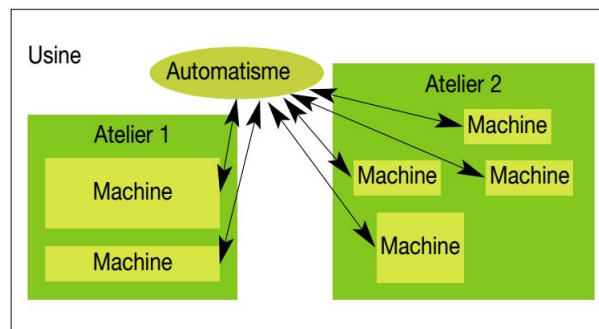 Usine
Automatisme
Atelier 1
Machine
Machine
Atelier 2
Machine
Machine
Machine
Machine